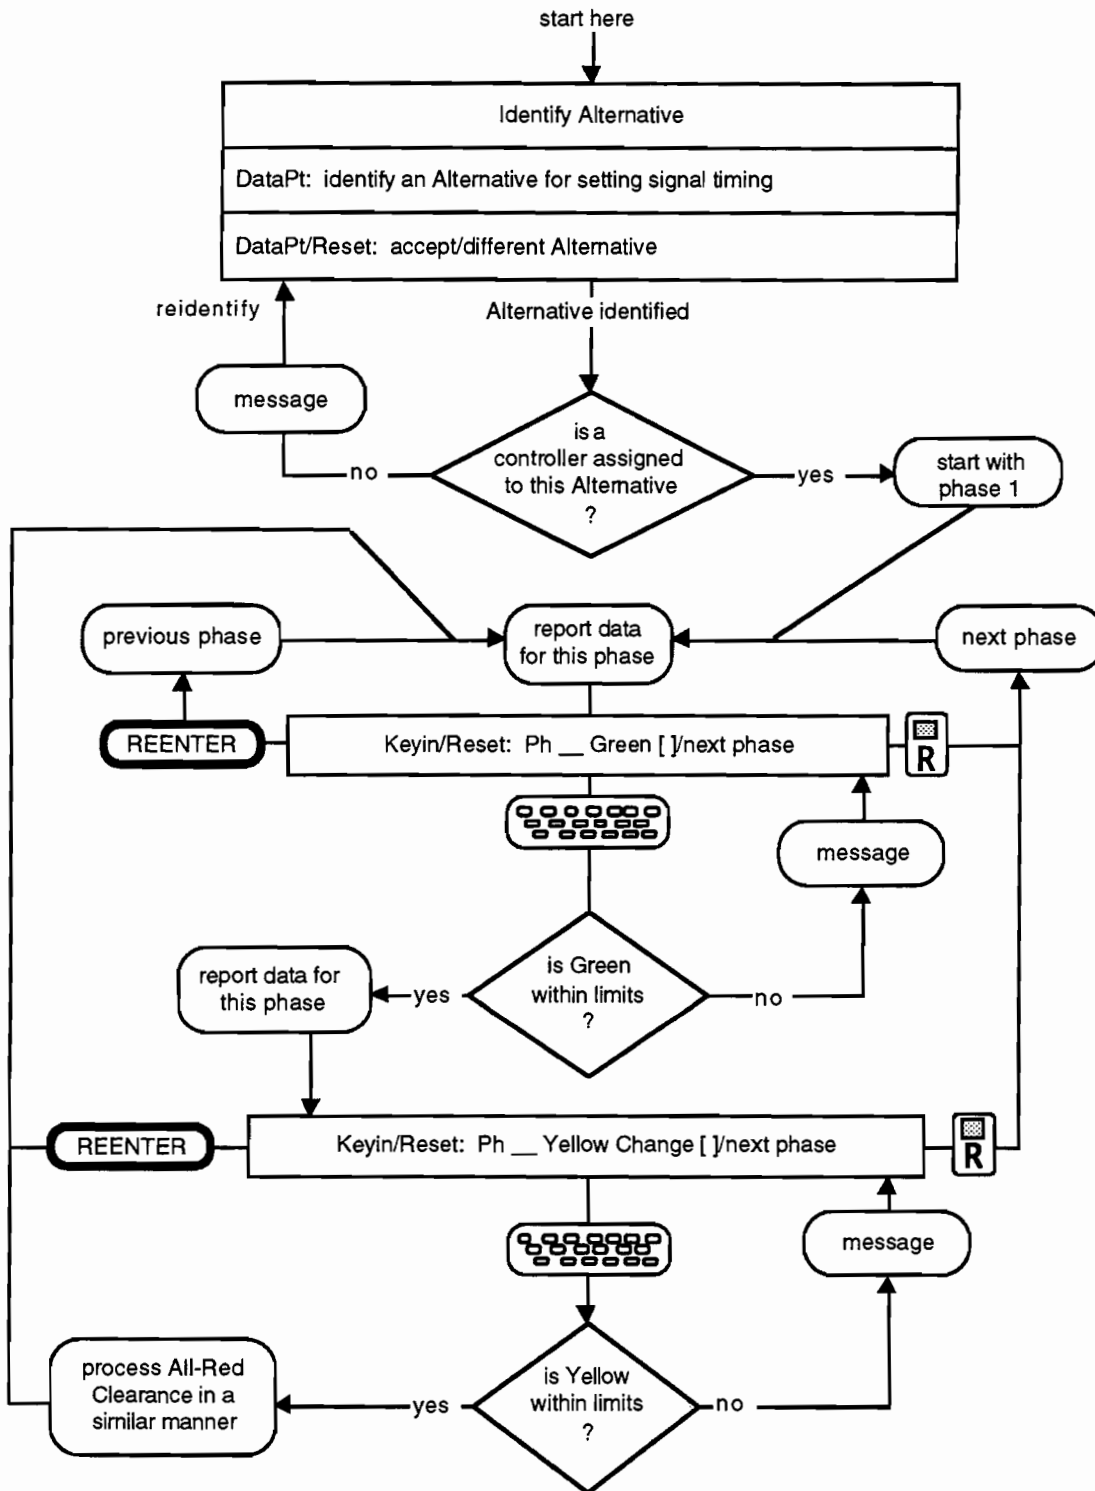 start here
Identify Alternative
DataPt: identify an Alternative for setting signal timing
DataPt/Reset: accept/different Alternative
reidentify
Alternative identified
message
is a
controller assigned
to this Alternative
?
no
yes
start with
phase 1
previous phase
report data
for this phase
next phase
REENTER
Keyin/Reset: Ph __ Green [ ]/next phase
R
message
report data for
this phase
yes
is Green
within limits
?
no
REENTER
Keyin/Reset: Ph __ Yellow Change [ ]/next phase
R
message
process All-Red
Clearance in a
similar manner
yes
is Yellow
within limits
?
no